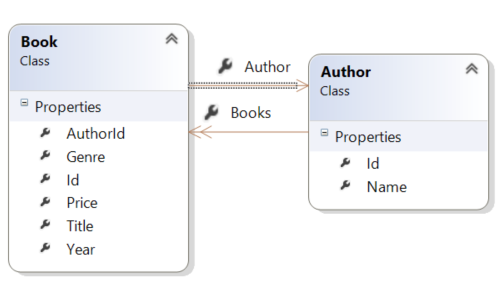 Book
Class
Properties
AuthorId
Genre
Id
Price
Title
Year
Author
Books
Author
Class
Properties
Id
Name